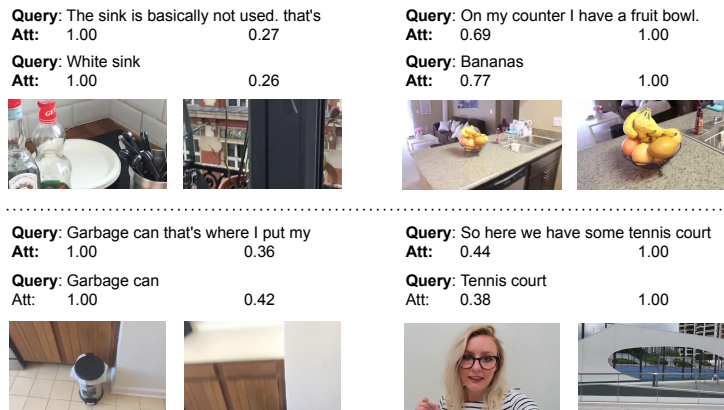 Query: The sink is basically not used. that's
Att: 1.00 0.27
Query: White sink
Att: 1.00 0.26
Query: On my counter I have a fruit bowl.
Att: 0.69 1.00
Query: Bananas
Att: 0.77 1.00
Query: Garbage can that's where I put my
Att: 1.00 0.36
Query: Garbage can
Att: 1.00 0.42
Query: So here we have some tennis court
Att: 0.44 1.00
Query: Tennis court
Att: 0.38 1.00